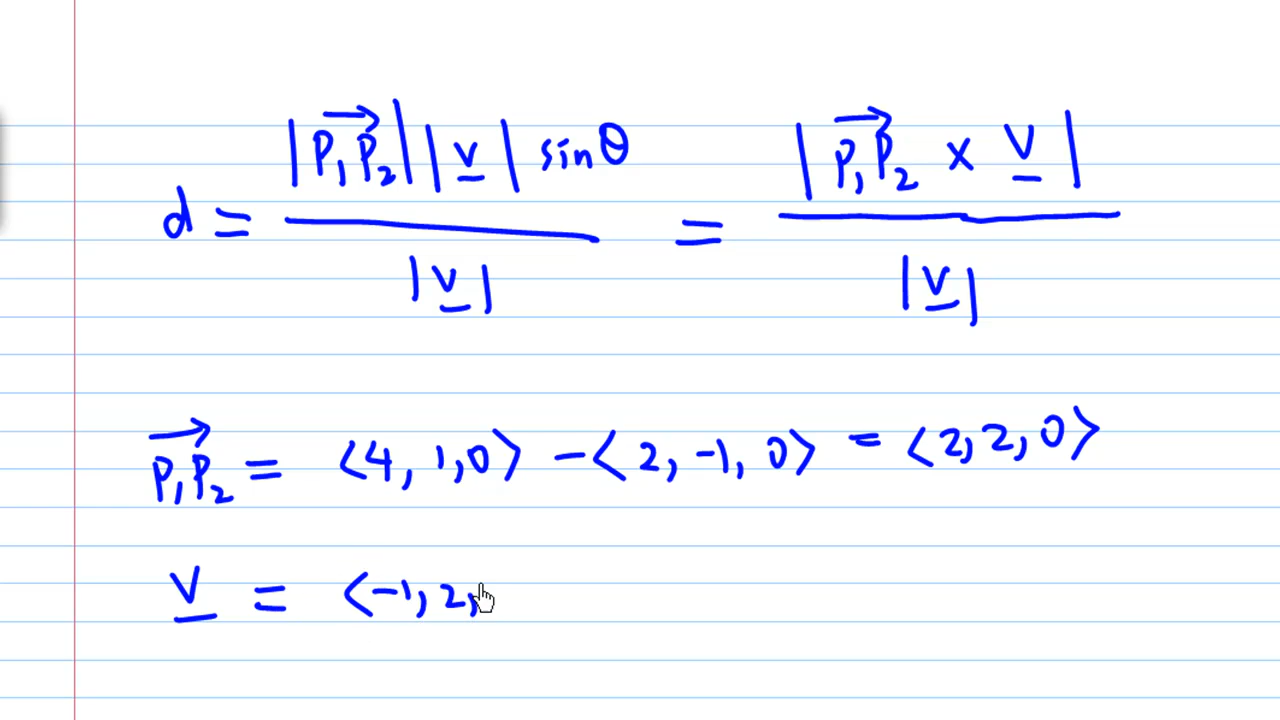 d = |P₁P₂→| |v| sinθ / |v| = |P₁P₂→ × v| / |v|
P₁P₂→ = ⟨4, 1, 0⟩ - ⟨2, -1, 0⟩ = ⟨2, 2, 0⟩
v = ⟨-1, 2,